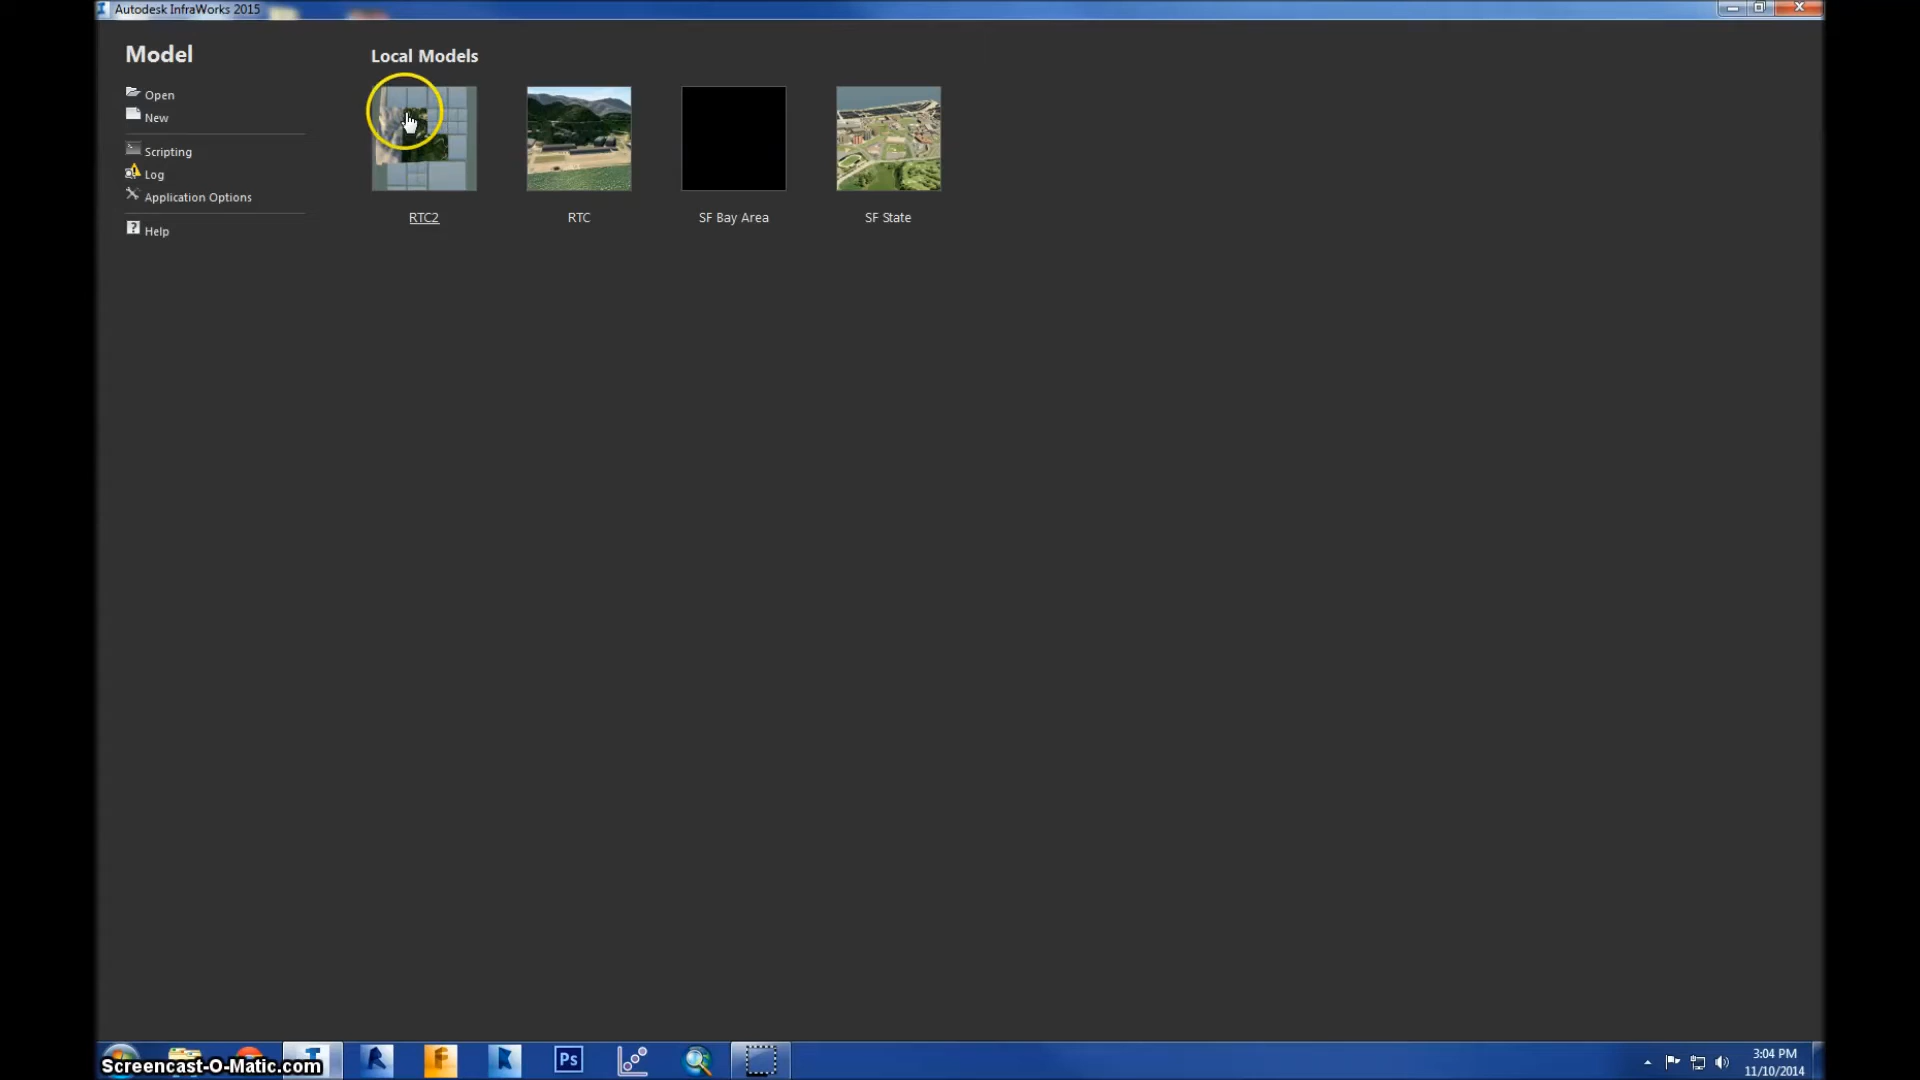 Autodesk InfraWorks 2015
Model
Open
New
Scripting
Log
Application Options
Help
Local Models
RTC2
RTC
SF Bay Area
SF State
Screencast-O-Matic.com
Ps
3:04 PM
11/10/2014